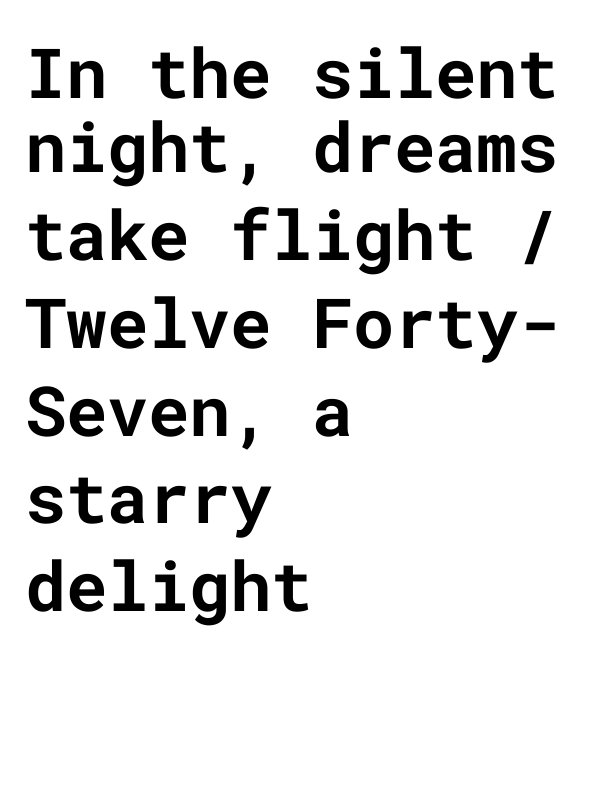 In the silent
night, dreams
take flight /
Twelve Forty-
Seven, a
starry
delight